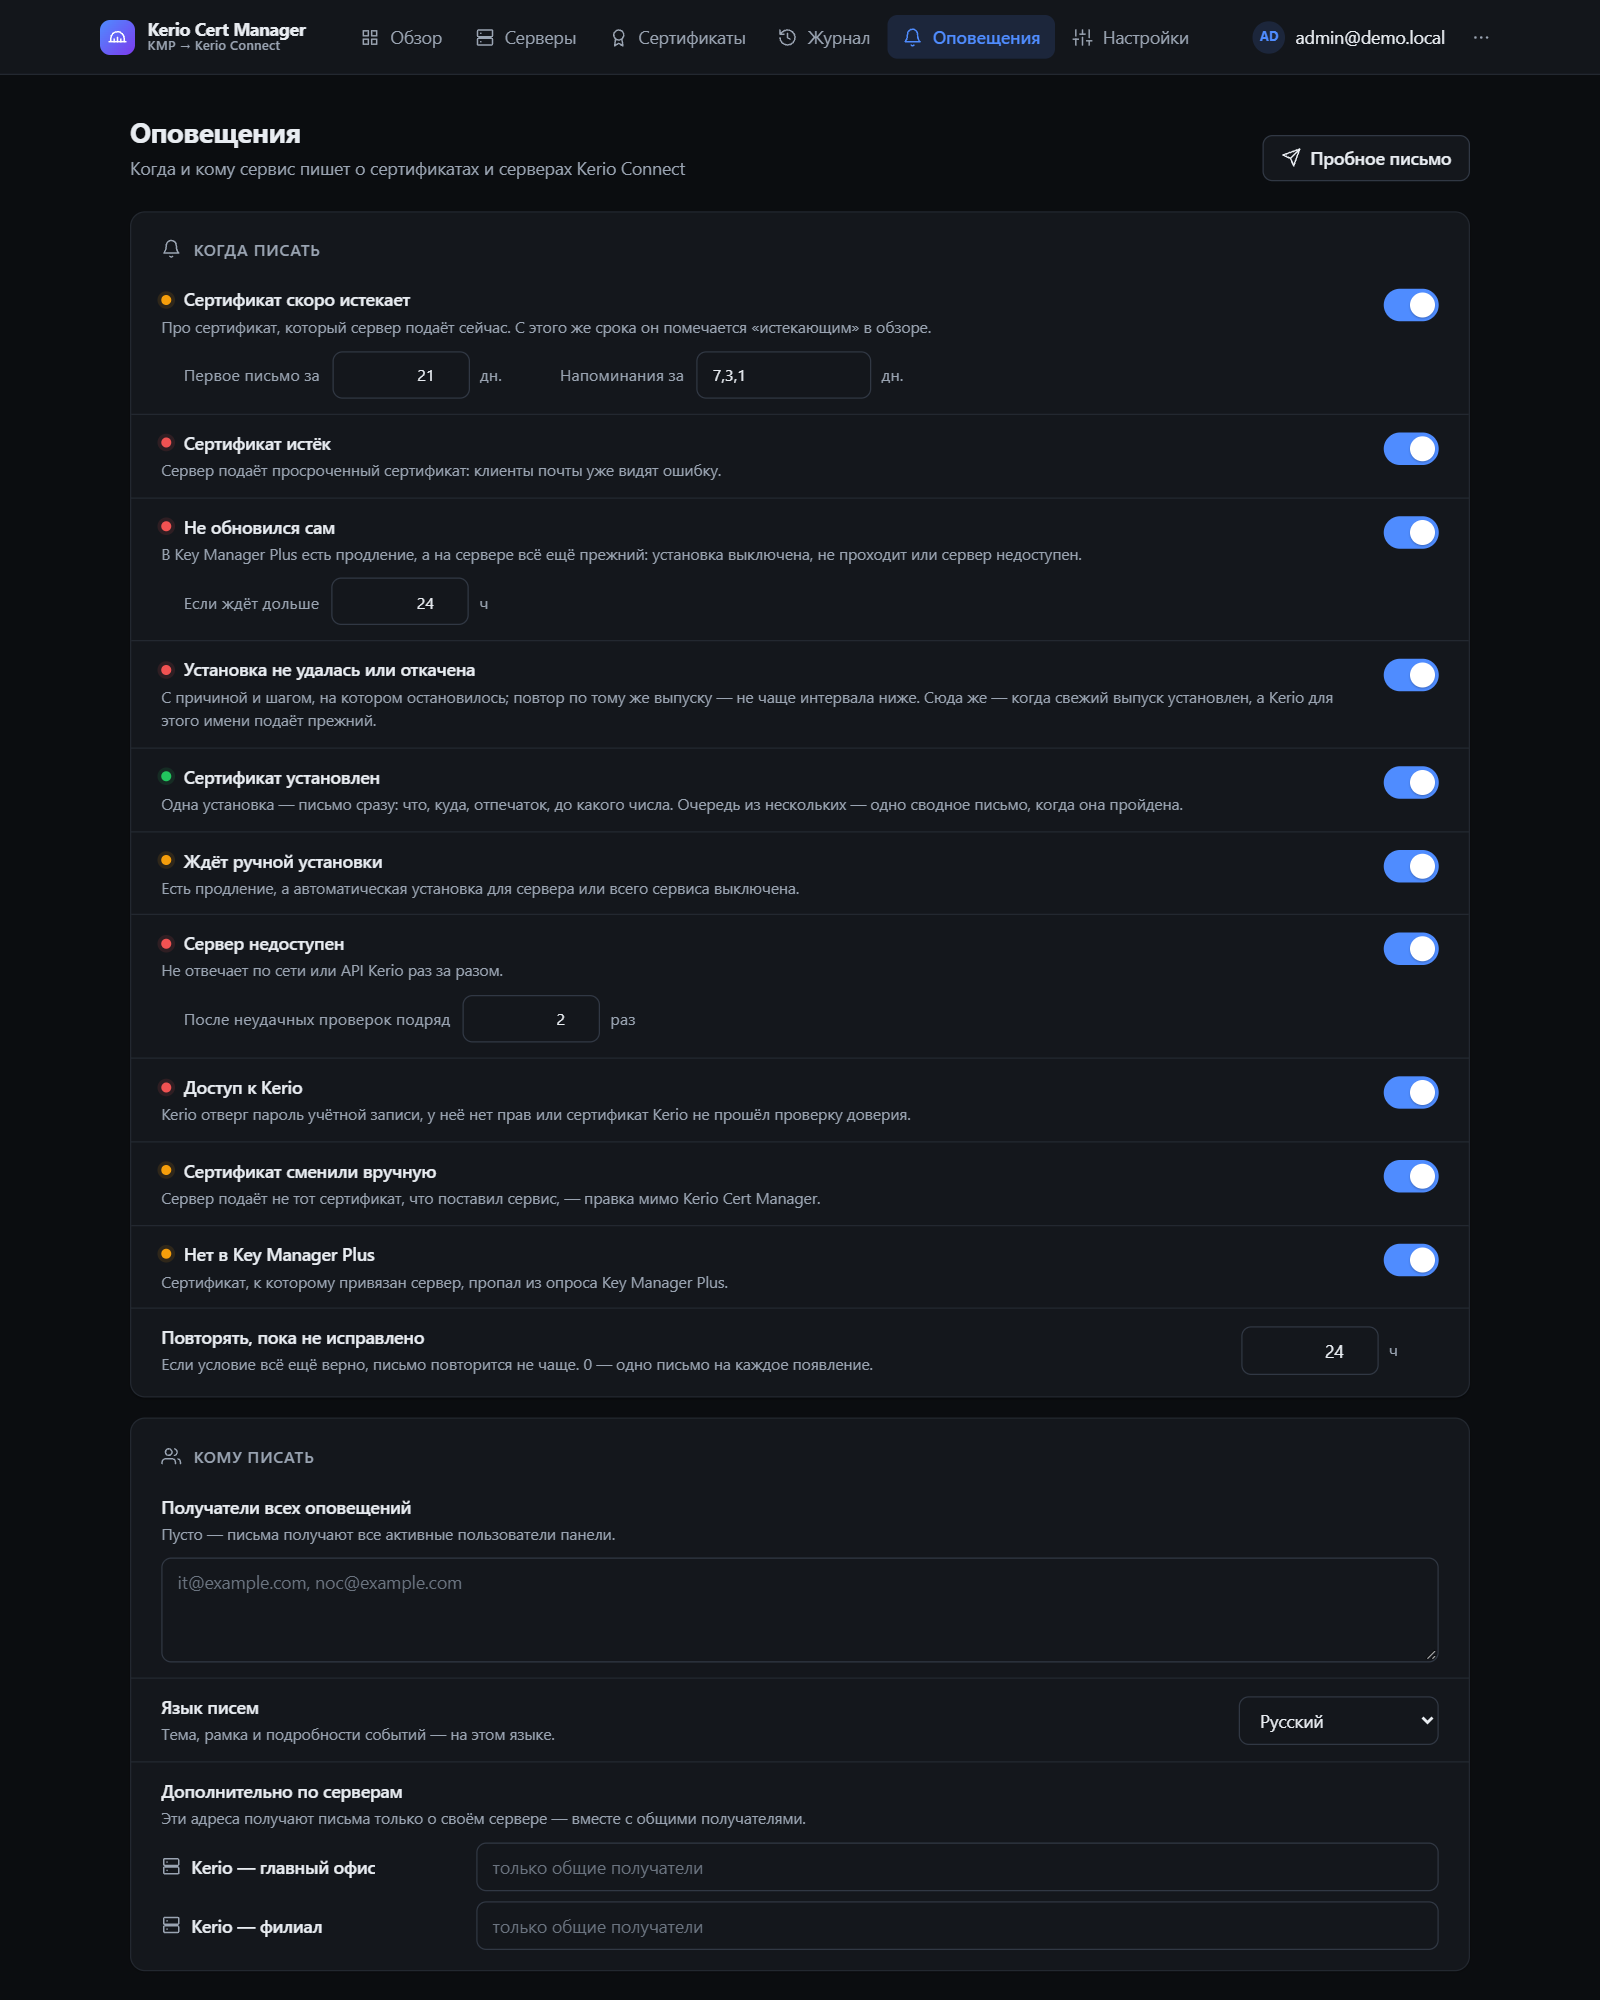 Kerio Cert Manager
KMP → Kerio Connect
Обзор
Серверы
Сертификаты
Журнал
Оповещения
Настройки
AD
admin@demo.local
Оповещения
Когда и кому сервис пишет о сертификатах и серверах Kerio Connect
Пробное письмо
КОГДА ПИСАТЬ
Сертификат скоро истекает
Про сертификат, который сервер подаёт сейчас. С этого же срока он помечается «истекающим» в обзоре.
Первое письмо за 21 дн. Напоминания за 7,3,1 дн.
Сертификат истёк
Сервер подаёт просроченный сертификат: клиенты почты уже видят ошибку.
Не обновился сам
В Key Manager Plus есть продление, а на сервере всё ещё прежний: установка выключена, не проходит или сервер недоступен.
Если ждёт дольше 24 ч
Установка не удалась или откачена
С причиной и шагом, на котором остановилось; повтор по тому же выпуску — не чаще интервала ниже. Сюда же — когда свежий выпуск установлен, а Kerio для
этого имени подаёт прежний.
Сертификат установлен
Одна установка — письмо сразу: что, куда, отпечаток, до какого числа. Очередь из нескольких — одно сводное письмо, когда она пройдена.
Ждёт ручной установки
Есть продление, а автоматическая установка для сервера или всего сервиса выключена.
Сервер недоступен
Не отвечает по сети или API Kerio раз за разом.
После неудачных проверок подряд 2 раз
Доступ к Kerio
Kerio отверг пароль учётной записи, у неё нет прав или сертификат Kerio не прошёл проверку доверия.
Сертификат сменили вручную
Сервер подаёт не тот сертификат, что поставил сервис, — правка мимо Kerio Cert Manager.
Нет в Key Manager Plus
Сертификат, к которому привязан сервер, пропал из опроса Key Manager Plus.
Повторять, пока не исправлено
Если условие всё ещё верно, письмо повторится не чаще. 0 — одно письмо на каждое появление.
24 ч
КОМУ ПИСАТЬ
Получатели всех оповещений
Пусто — письма получают все активные пользователи панели.
it@example.com, noc@example.com
Язык писем
Тема, рамка и подробности событий — на этом языке.
Русский
Дополнительно по серверам
Эти адреса получают письма только о своём сервере — вместе с общими получателями.
Kerio — главный офис
только общие получатели
Kerio — филиал
только общие получатели